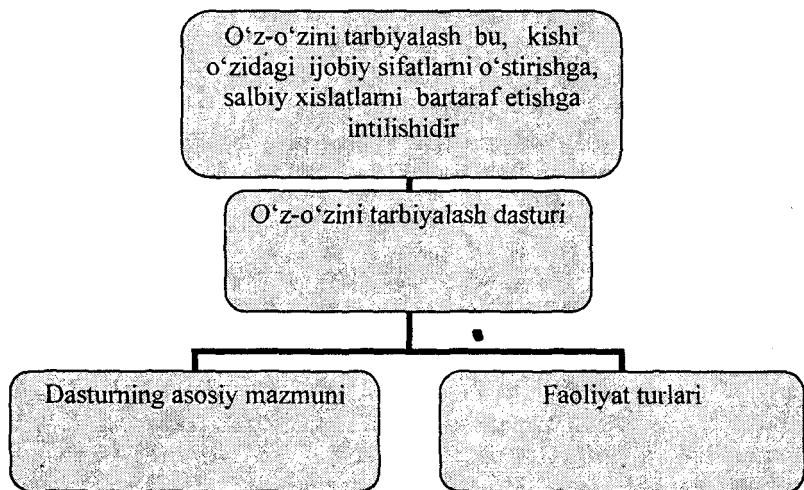 O‘z-o‘zini tarbiyalash bu, kishi
o‘zidagi ijobiy sifatlarni o‘stirishga,
salbiy xislatlarni bartaraf etishga
intilishidir
O‘z-o‘zini tarbiyalash dasturi
Dasturning asosiy mazmuni
Faoliyat turlari